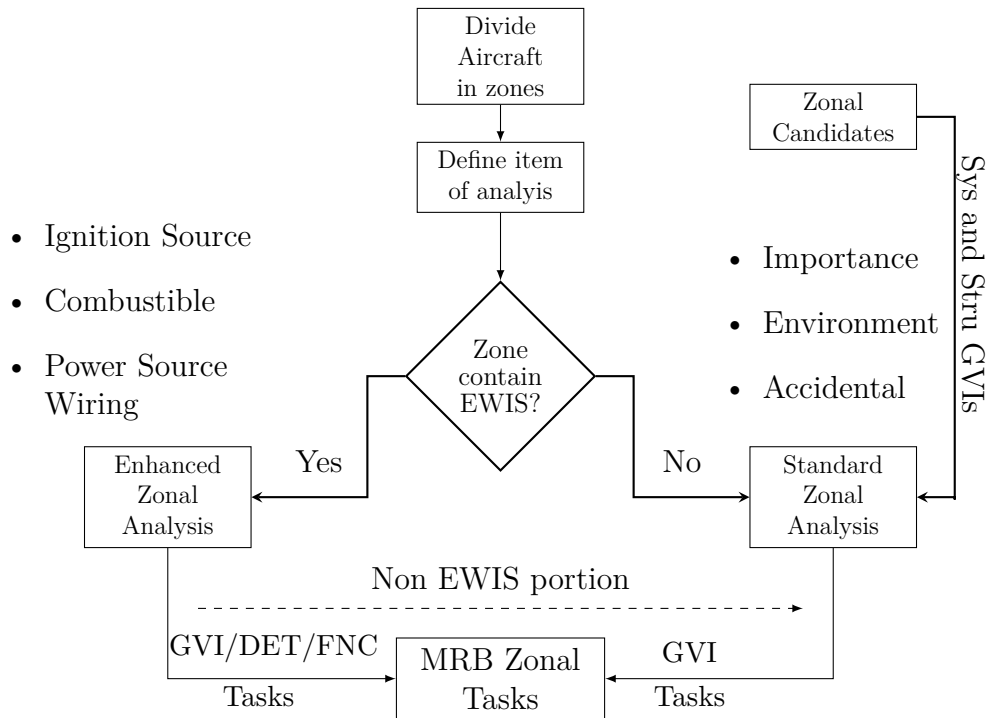 Divide
Aircraft
in zones
Zonal
Candidates
Define item
of analyis
Sys and Stru GVIs
• Ignition Source
• Combustible
• Power Source
Wiring
• Importance
• Environment
• Accidental
Zone
contain
EWIS?
Yes
No
Enhanced
Zonal
Analysis
Standard
Zonal
Analysis
Non EWIS portion
GVI/DET/FNC
Tasks
MRB Zonal
Tasks
GVI
Tasks